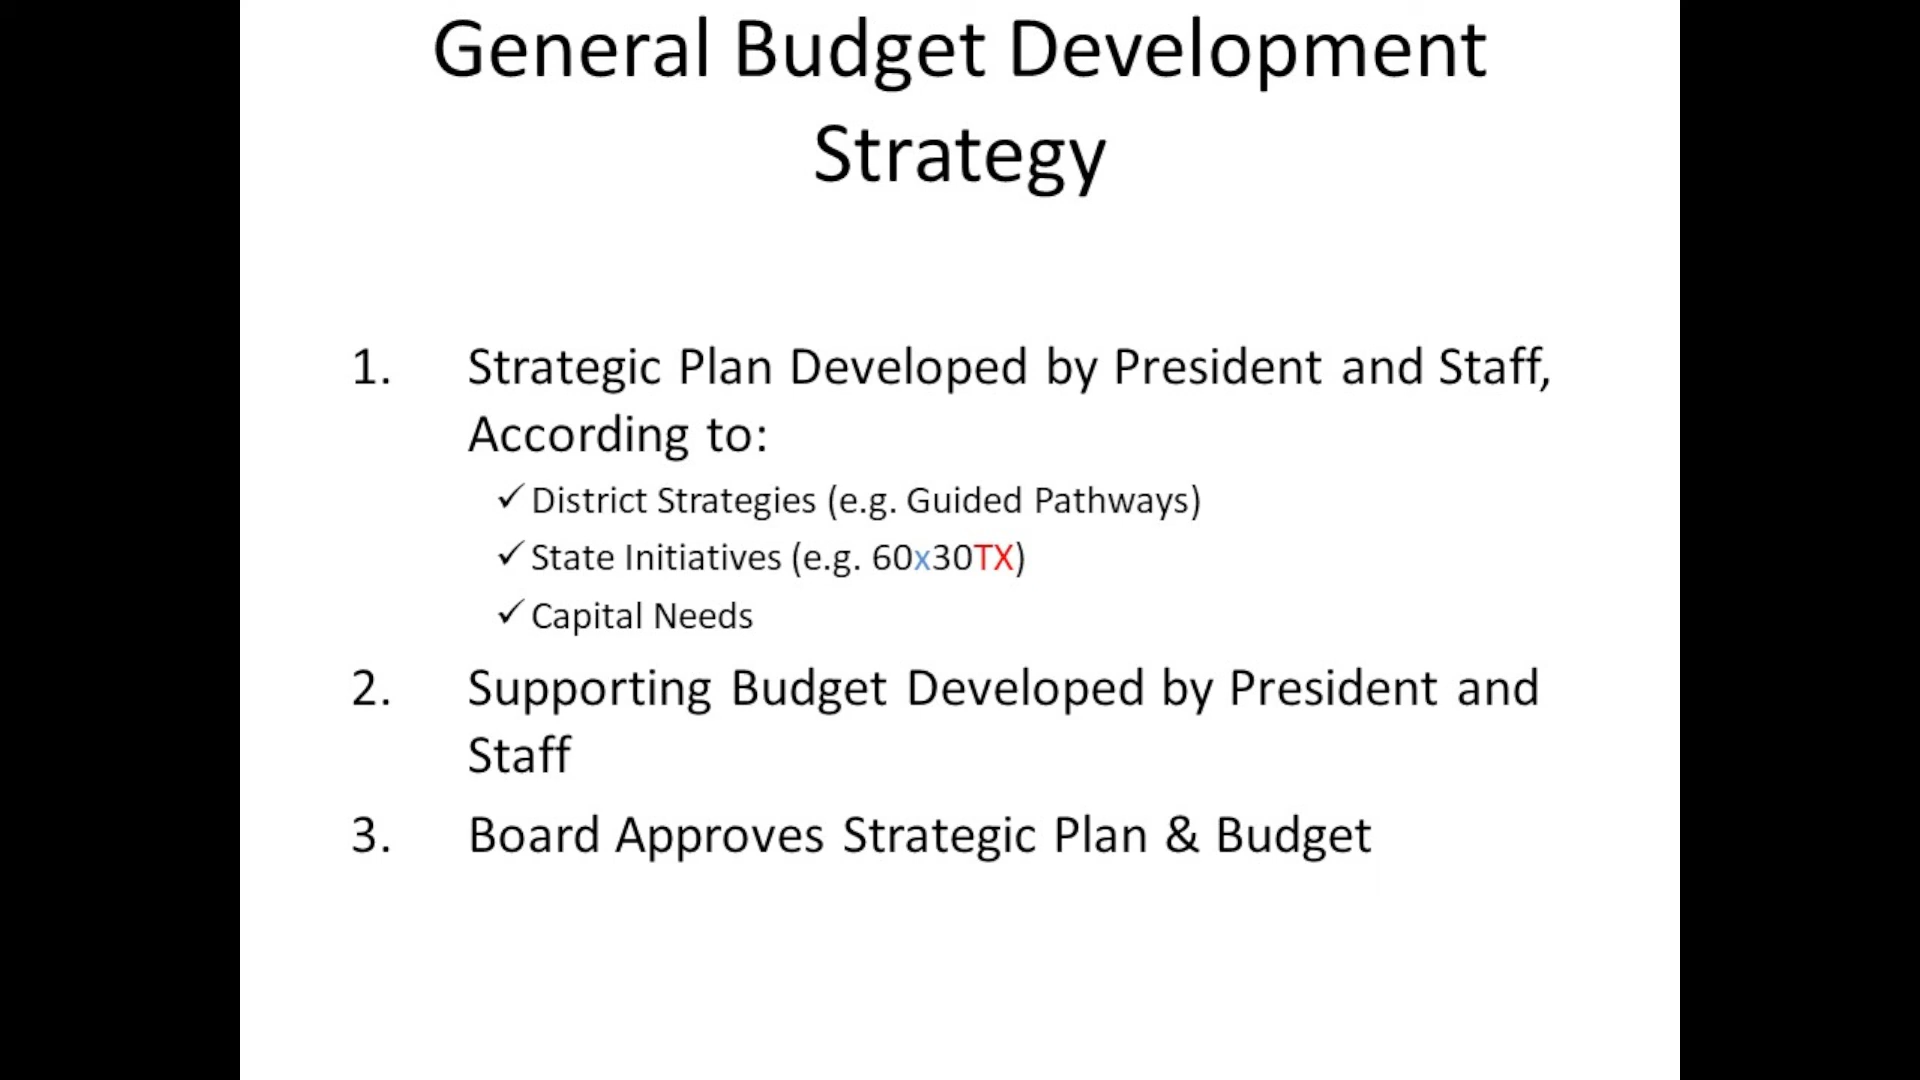 General Budget Development
Strategy
1. Strategic Plan Developed by President and Staff,
According to:
✓ District Strategies (e.g. Guided Pathways)
✓ State Initiatives (e.g. 60x30TX)
✓ Capital Needs
2. Supporting Budget Developed by President and
Staff
3. Board Approves Strategic Plan & Budget